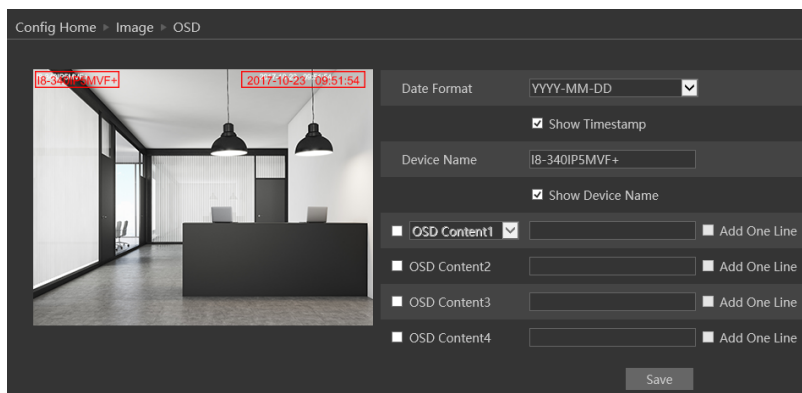 Config Home ▸ Image ▸ OSD
2017-10-23 09:51:54
Date Format YYYY-MM-DD
Show Timestamp
Device Name I8-340IP5MVF+
Show Device Name
OSD Content1 Add One Line
OSD Content2 Add One Line
OSD Content3 Add One Line
OSD Content4 Add One Line
Save